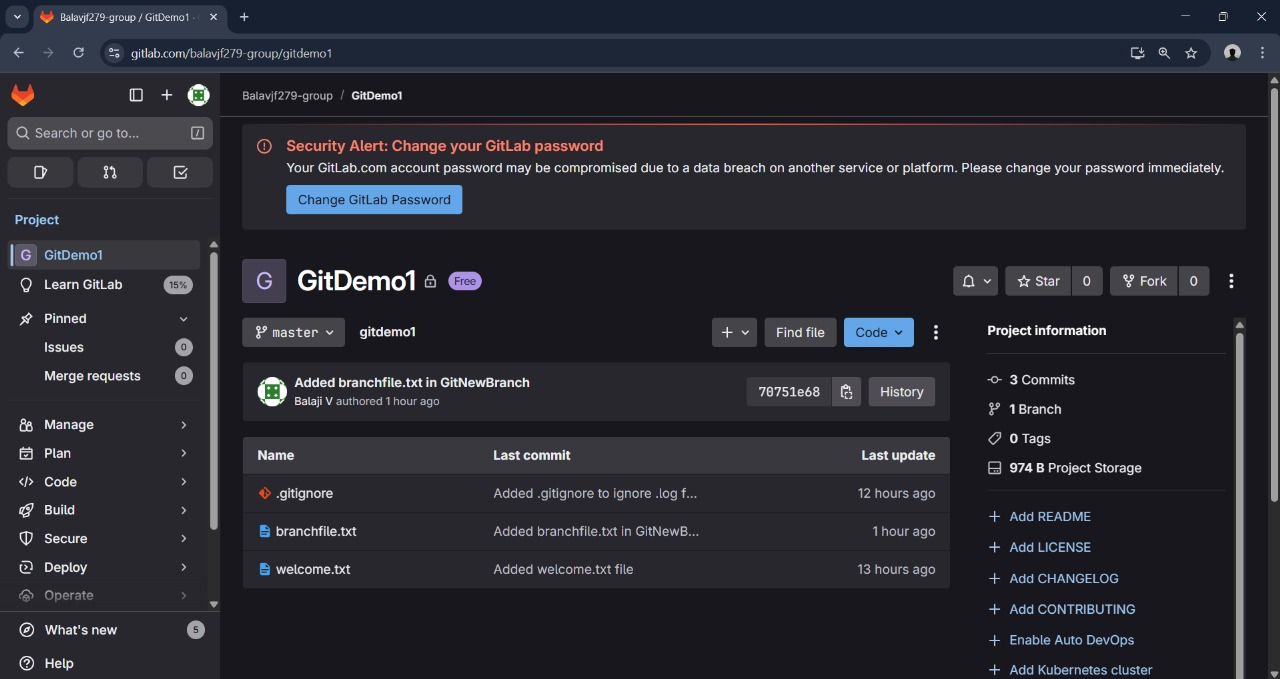 Balavjf279-group / GitDemo1 ·
gitlab.com/balavjf279-group/gitdemo1
Search or go to... /
Project
G GitDemo1
Learn GitLab 15%
Pinned
Issues 0
Merge requests 0
Manage
Plan
Code
Build
Secure
Deploy
Operate
What's new 5
Help
Balavjf279-group / GitDemo1
Security Alert: Change your GitLab password
Your GitLab.com account password may be compromised due to a data breach on another service or platform. Please change your password immediately.
Change GitLab Password
G GitDemo1 Free
Star 0 Fork 0
master gitdemo1 Find file Code
Added branchfile.txt in GitNewBranch
Balaji V authored 1 hour ago
70751e68 History
Name Last commit Last update
.gitignore Added .gitignore to ignore .log f... 12 hours ago
branchfile.txt Added branchfile.txt in GitNewB... 1 hour ago
welcome.txt Added welcome.txt file 13 hours ago
Project information
3 Commits
1 Branch
0 Tags
974 B Project Storage
+ Add README
+ Add LICENSE
+ Add CHANGELOG
+ Add CONTRIBUTING
+ Enable Auto DevOps
+ Add Kubernetes cluster